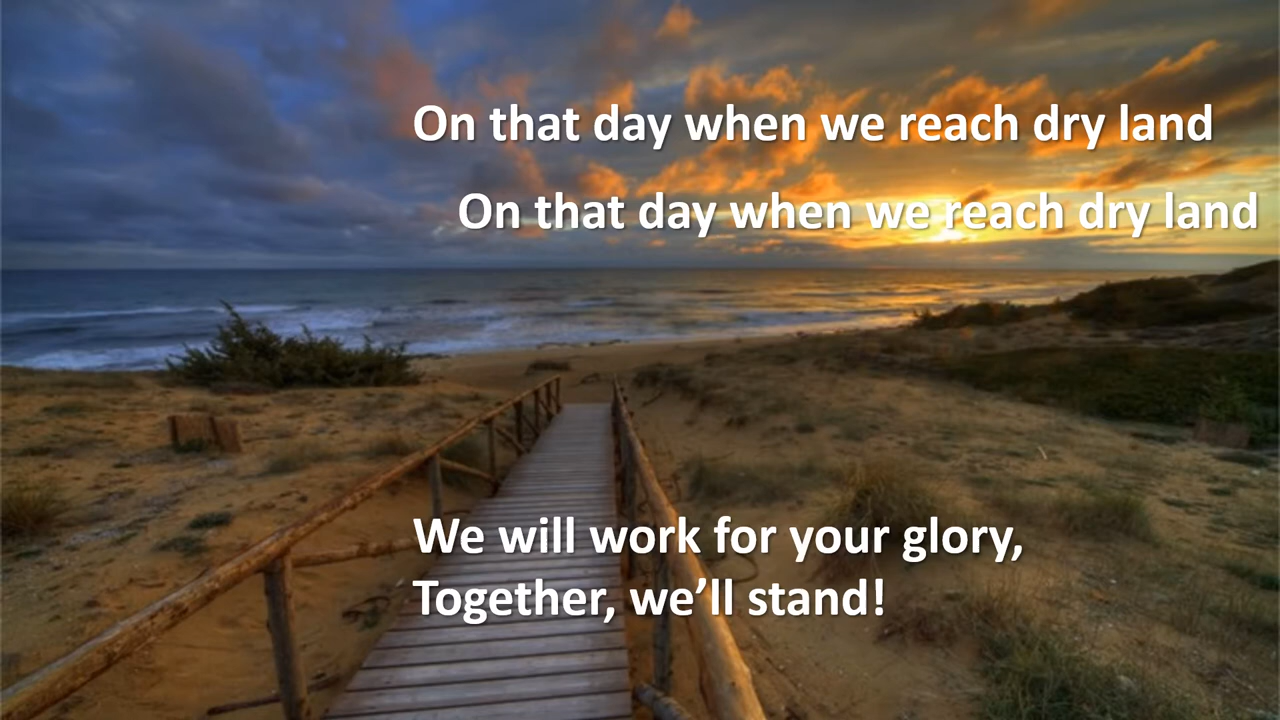 On that day when we reach dry land
On that day when we reach dry land
We will work for your glory,
Together, we’ll stand!